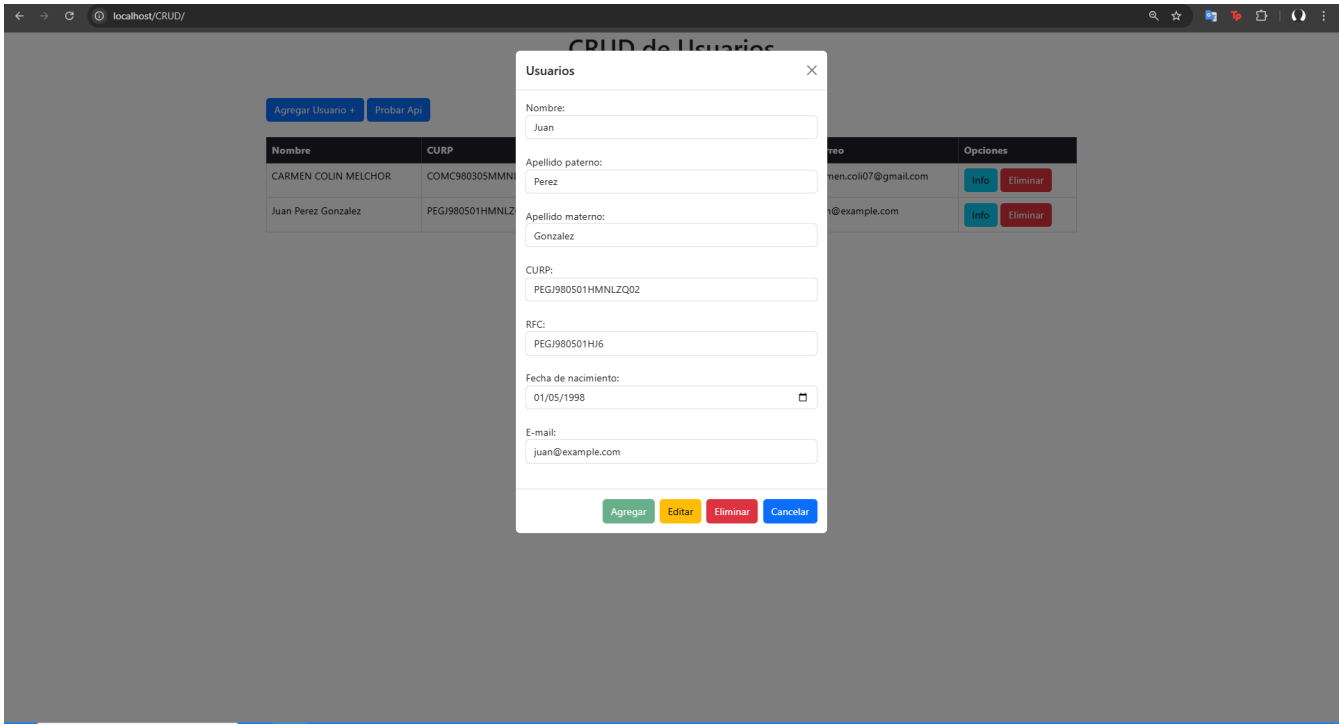 localhost/CRUD/
CRUD de Usuarios
Agregar Usuario +
Probar Api
Nombre CURP Opciones
CARMEN COLIN MELCHOR Info Eliminar
Juan Perez Gonzalez Info Eliminar
Usuarios
Nombre:
Juan
Apellido paterno:
Perez
Apellido materno:
Gonzalez
CURP:
PEGJ980501HMNLZQ02
RFC:
PEGJ980501HJ6
Fecha de nacimiento:
01/05/1998
E-mail:
juan@example.com
Agregar Editar Eliminar Cancelar